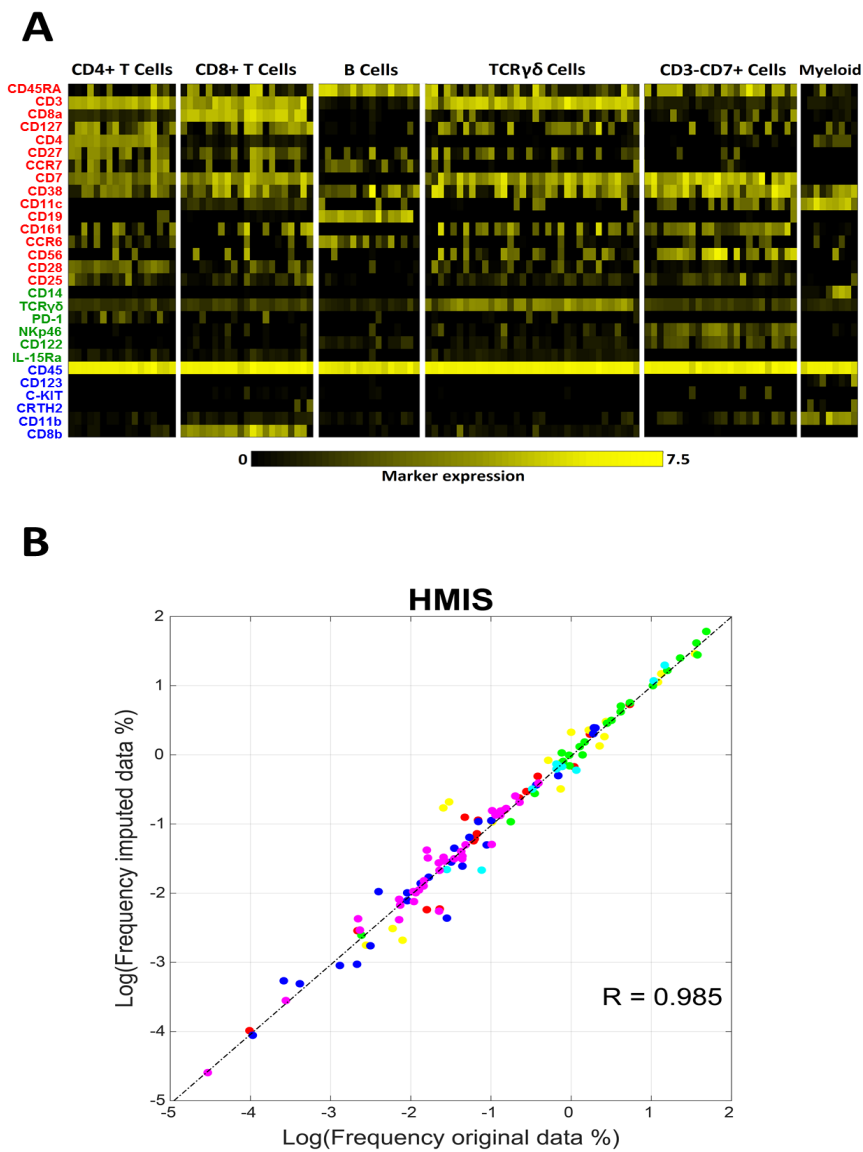 A
CD4+ T Cells CD8+ T Cells B Cells TCRγδ Cells CD3-CD7+ Cells Myeloid
CD45RA
CD3
CD8a
CD127
CD4
CD27
CCR7
CD7
CD38
CD11c
CD19
CD161
CCR6
CD56
CD28
CD25
CD14
TCRγδ
PD-1
NKp46
CD122
IL-15Ra
CD45
CD123
C-KIT
CRTH2
CD11b
CD8b
0 7.5
Marker expression
B
HMIS
Log(Frequency imputed data %)
2
1
0
-1
-2
-3
-4
-5
R = 0.985
-5 -4 -3 -2 -1 0 1 2
Log(Frequency original data %)